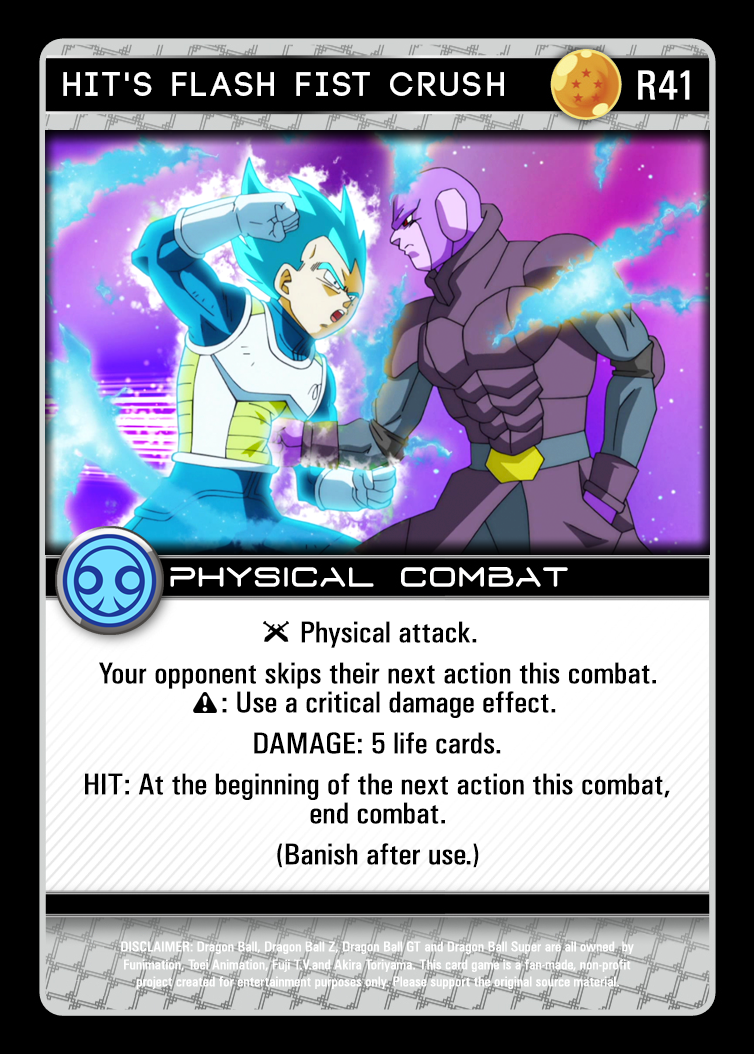 HIT'S FLASH FIST CRUSH R41
PHYSICAL COMBAT
Physical attack.
Your opponent skips their next action this combat.
: Use a critical damage effect.
DAMAGE: 5 life cards.
HIT: At the beginning of the next action this combat,
end combat.
(Banish after use.)
DISCLAIMER: Dragon Ball, Dragon Ball Z, Dragon Ball GT and Dragon Ball Super are all owned by
Funimation, Toei Animation, Fuji T.V.and Akira Toriyama. This card game is a fan-made, non-profit
project created for entertainment purposes only. Please support the original source material.